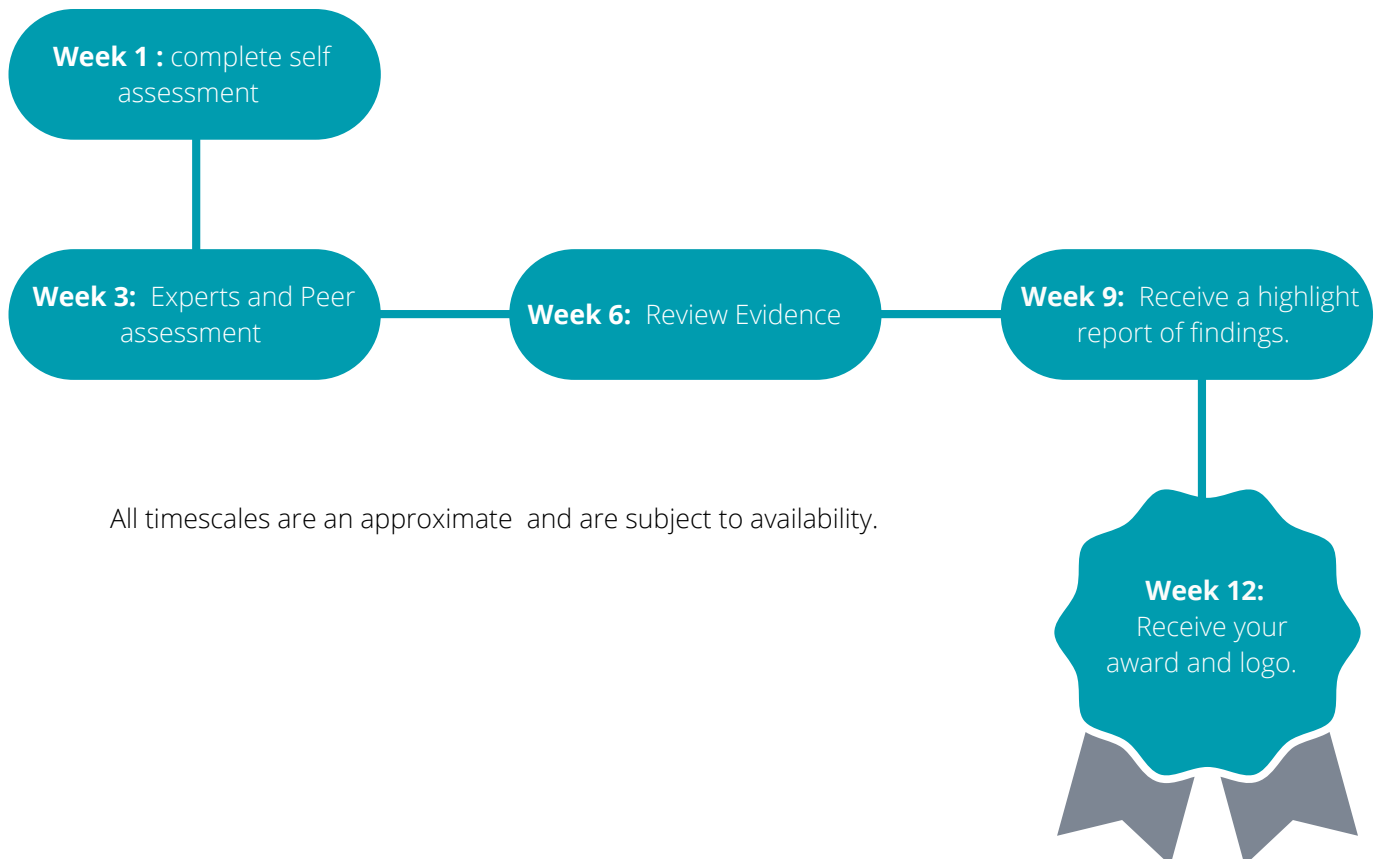 Week 1 : complete self
assessment
Week 3: Experts and Peer
assessment
Week 6: Review Evidence
Week 9: Receive a highlight
report of findings.
All timescales are an approximate and are subject to availability.
Week 12:
Receive your
award and logo.